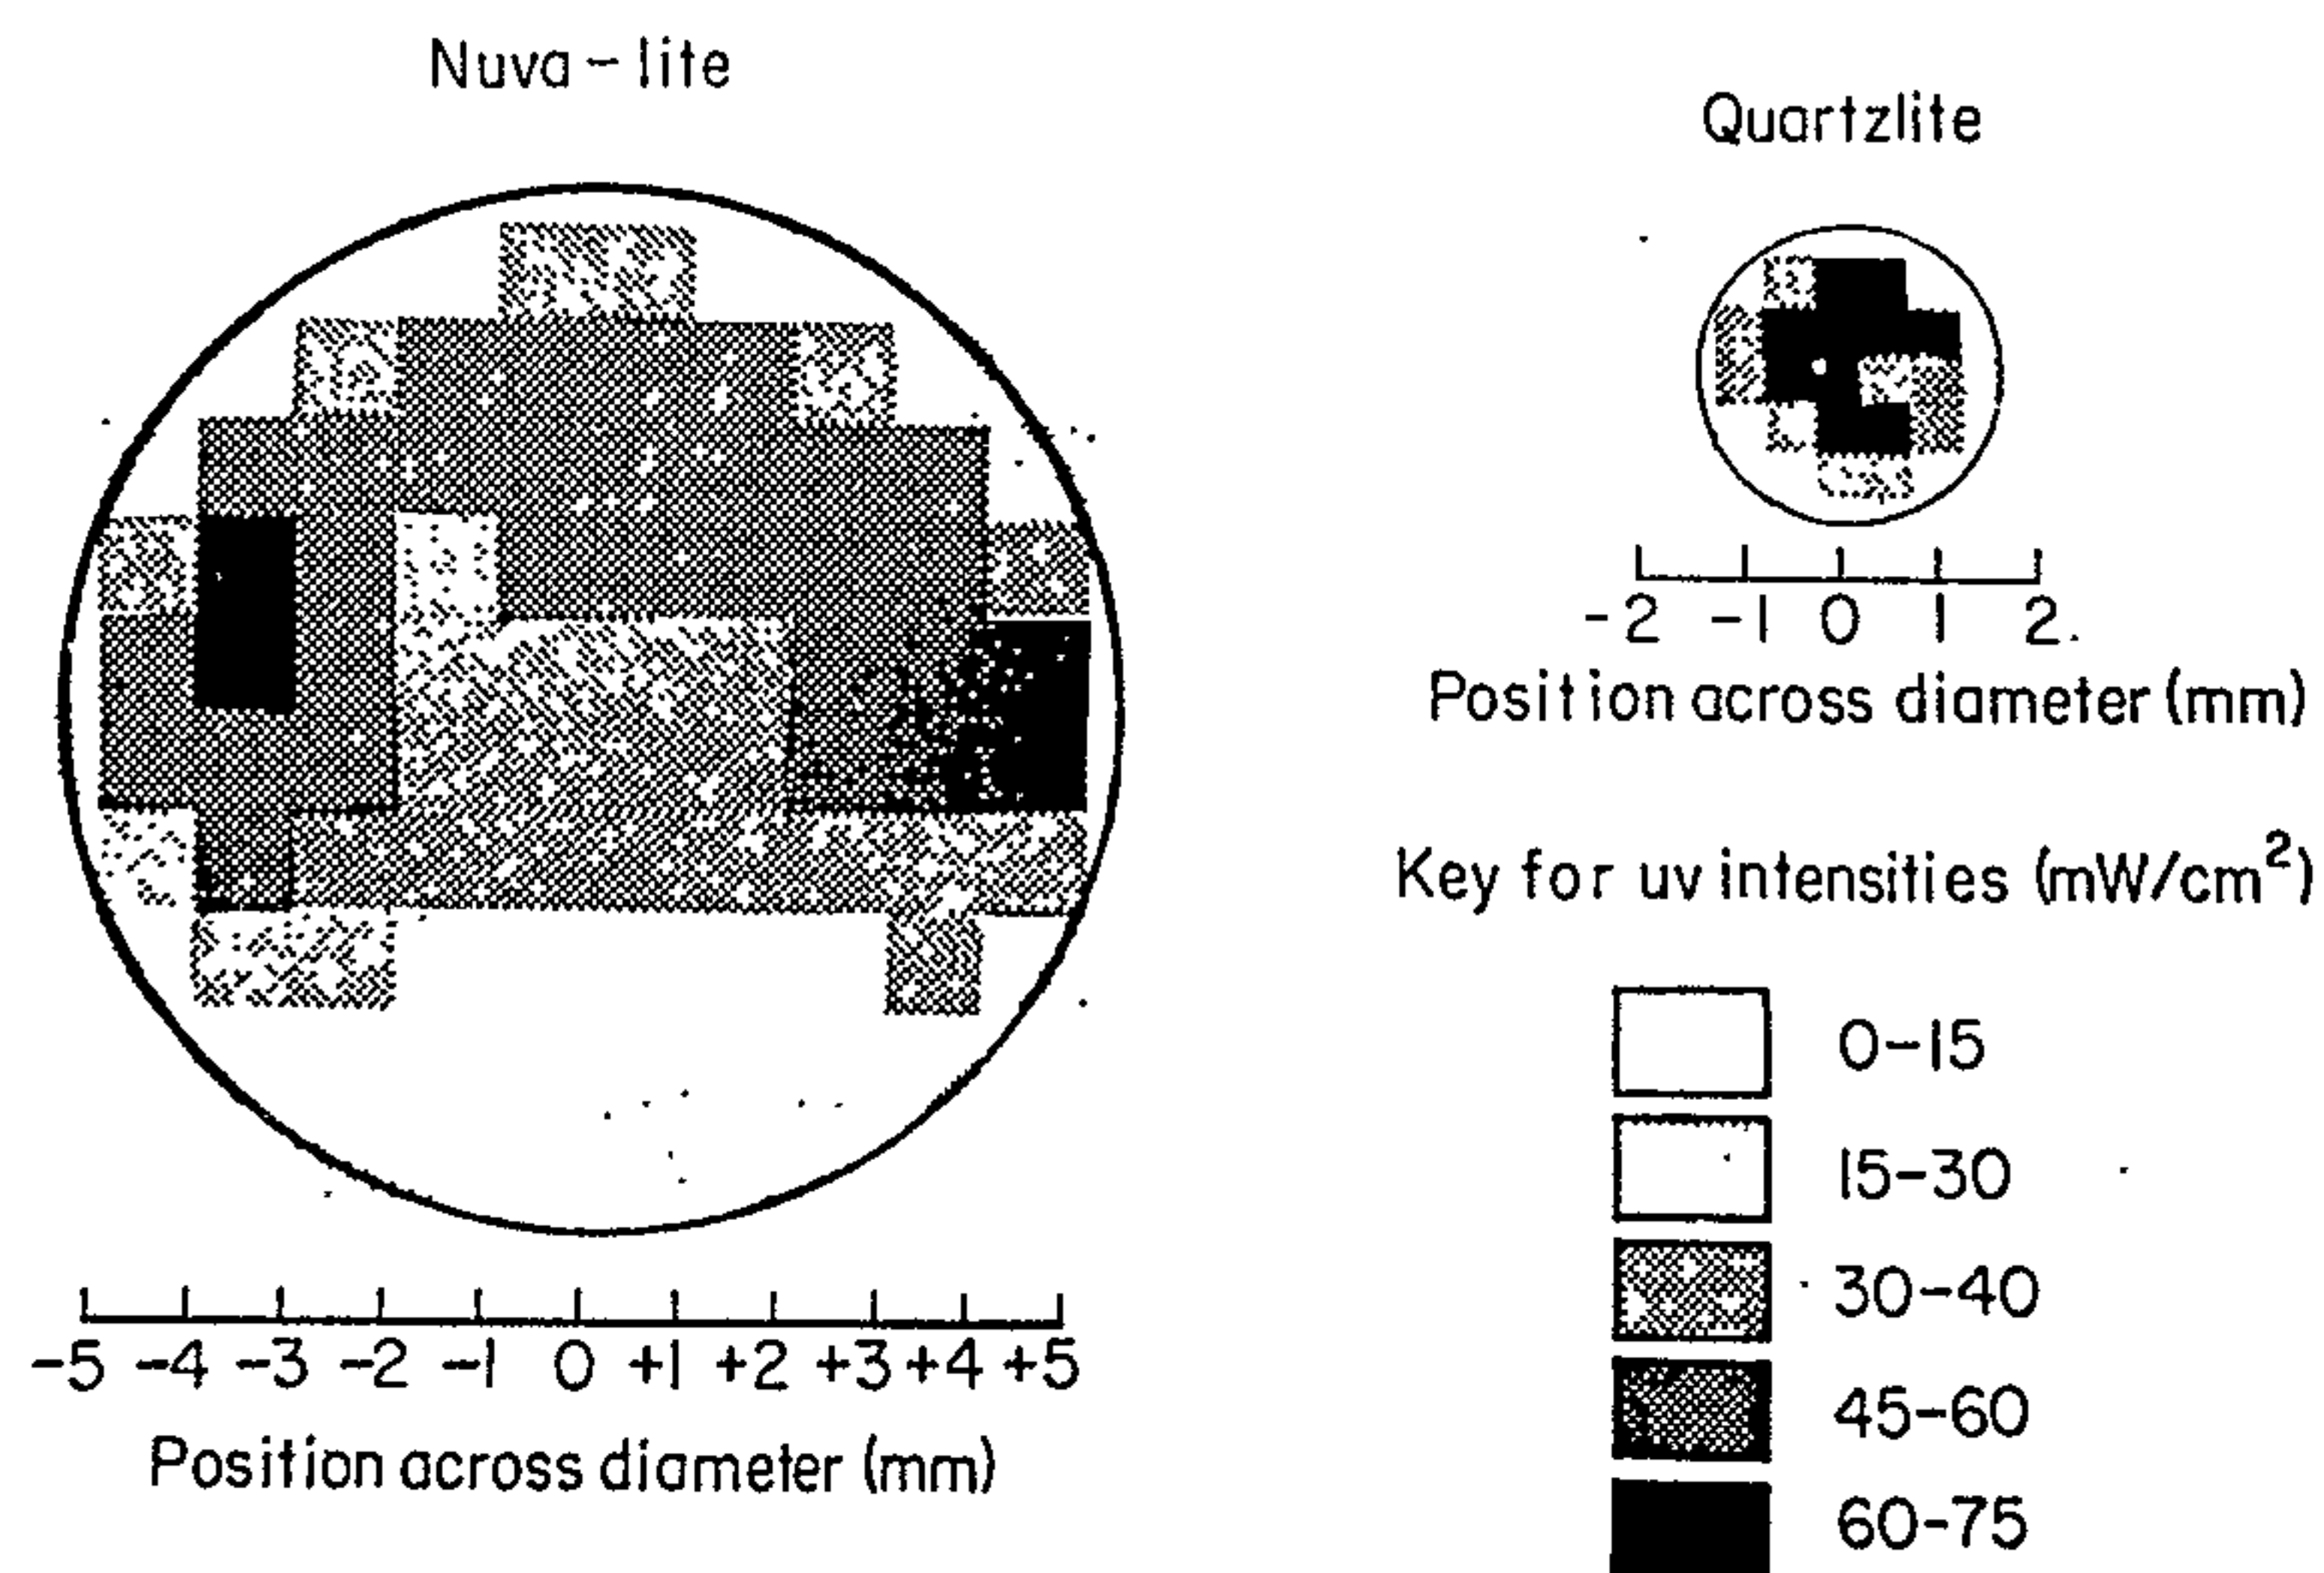 Nuva-lite
-5 -4 -3 -2 -1 0 +1 +2 +3 +4 +5
Position across diameter (mm)
Quartzlite
-2 -1 0 1 2
Position across diameter (mm)
Key for uv intensities (mW/cm²)
0-15
15-30
30-40
45-60
60-75